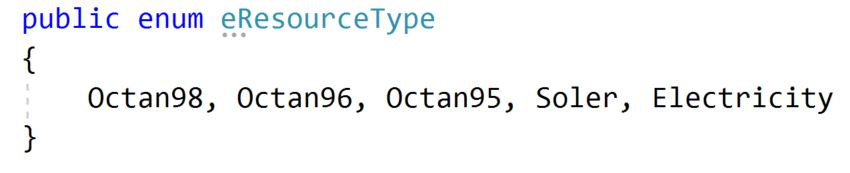 public enum eResourceType
{
    Octan98, Octan96, Octan95, Soler, Electricity
}